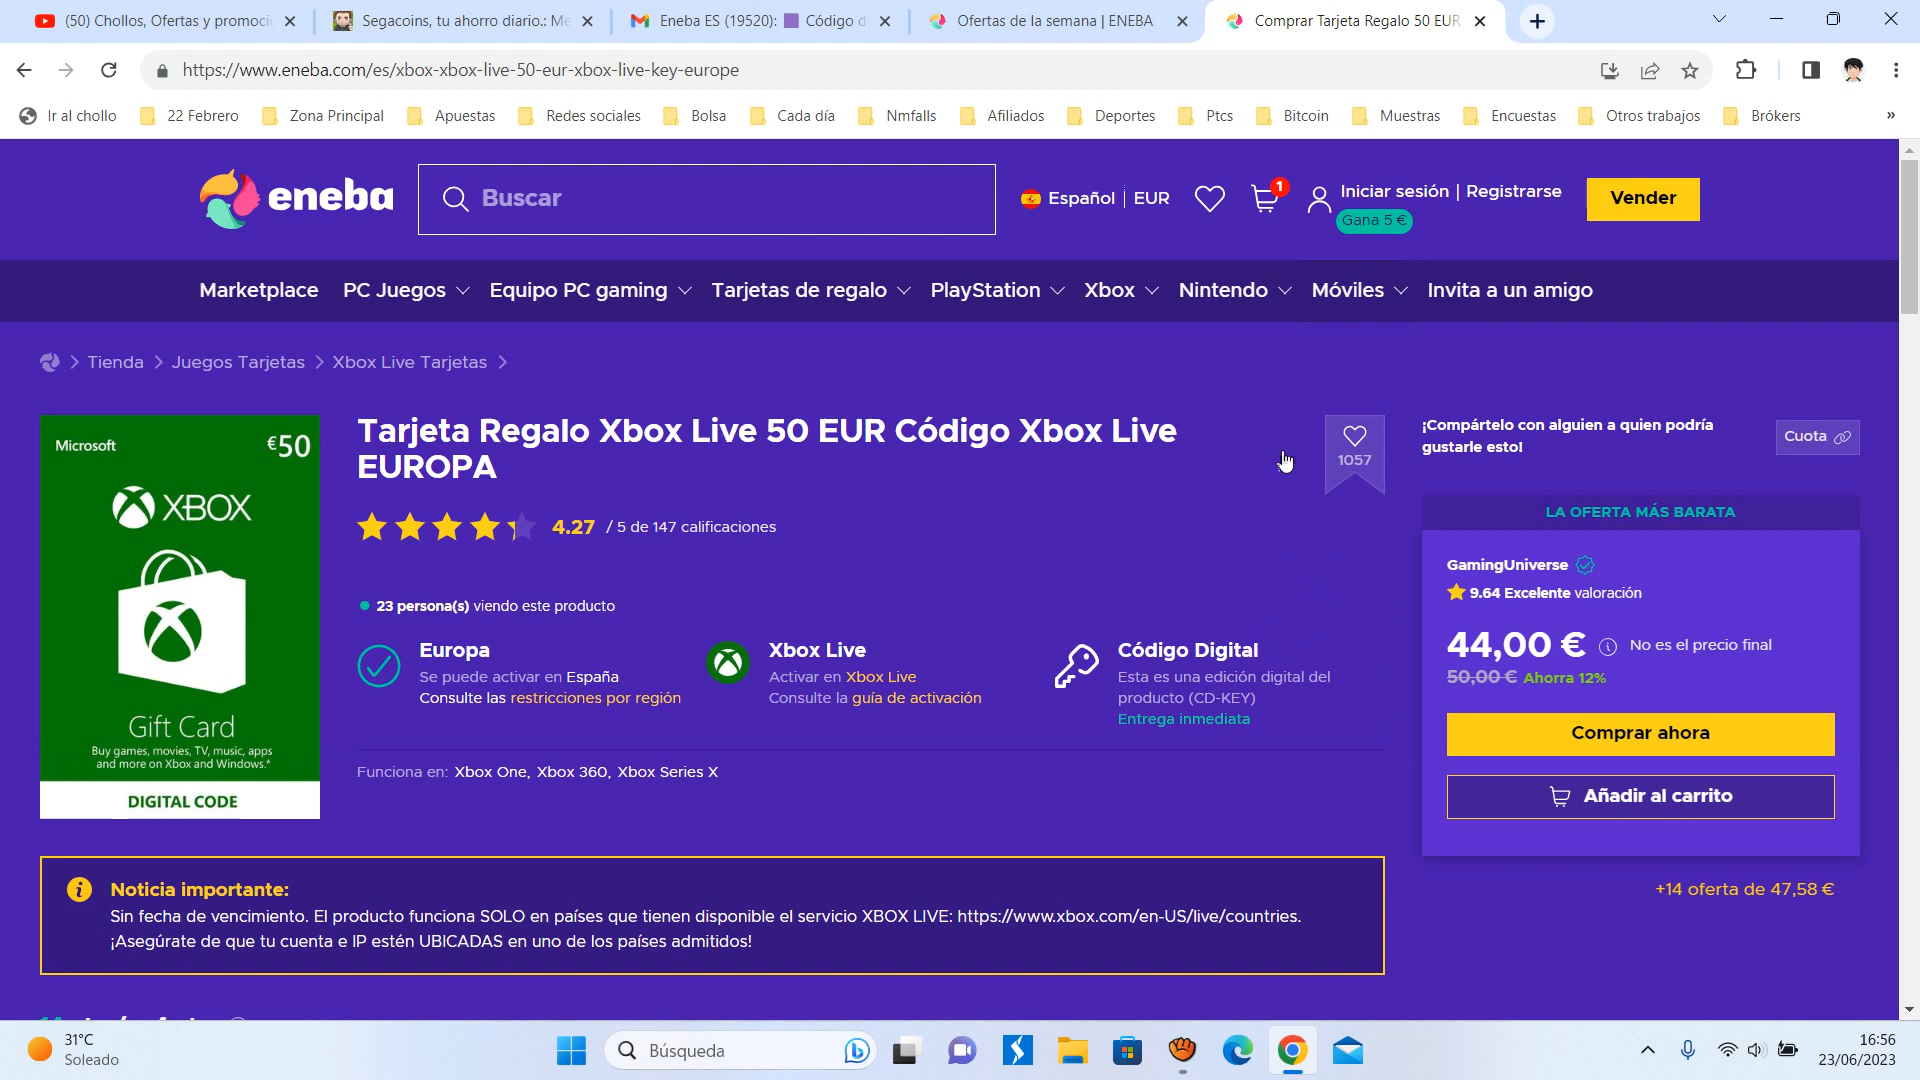 (50) Chollos, Ofertas y promoci
Segacoins, tu ahorro diario.: Me
Eneba ES (19520): Código d
Ofertas de la semana | ENEBA
Comprar Tarjeta Regalo 50 EUR
https://www.eneba.com/es/xbox-xbox-live-50-eur-xbox-live-key-europe
Ir al chollo
22 Febrero
Zona Principal
Apuestas
Redes sociales
Bolsa
Cada día
Nmfalls
Afiliados
Deportes
Ptcs
Bitcoin
Muestras
Encuestas
Otros trabajos
Brókers
»
eneba
Buscar
Español | EUR
1
Iniciar sesión | Registrarse
Gana 5 €
Vender
Marketplace
PC Juegos
Equipo PC gaming
Tarjetas de regalo
PlayStation
Xbox
Nintendo
Móviles
Invita a un amigo
Tienda
Juegos Tarjetas
Xbox Live Tarjetas
Microsoft
€50
XBOX
Gift Card
Buy games, movies, TV, music, apps
and more on Xbox and Windows.*
DIGITAL CODE
Tarjeta Regalo Xbox Live 50 EUR Código Xbox Live
EUROPA
1057
4.27 / 5 de 147 calificaciones
23 persona(s) viendo este producto
Europa
Se puede activar en España
Consulte las restricciones por región
Xbox Live
Activar en Xbox Live
Consulte la guía de activación
Código Digital
Esta es una edición digital del
producto (CD-KEY)
Entrega inmediata
Funciona en: Xbox One, Xbox 360, Xbox Series X
¡Compártelo con alguien a quien podría
gustarle esto!
Cuota
LA OFERTA MÁS BARATA
GamingUniverse
9.64 Excelente valoración
44,00 €
No es el precio final
50,00 € Ahorra 12%
Comprar ahora
Añadir al carrito
+14 oferta de 47,58 €
Noticia importante:
Sin fecha de vencimiento. El producto funciona SOLO en países que tienen disponible el servicio XBOX LIVE: https://www.xbox.com/en-US/live/countries.
¡Asegúrate de que tu cuenta e IP estén UBICADAS en uno de los países admitidos!
31°C
Soleado
Búsqueda
16:56
23/06/2023